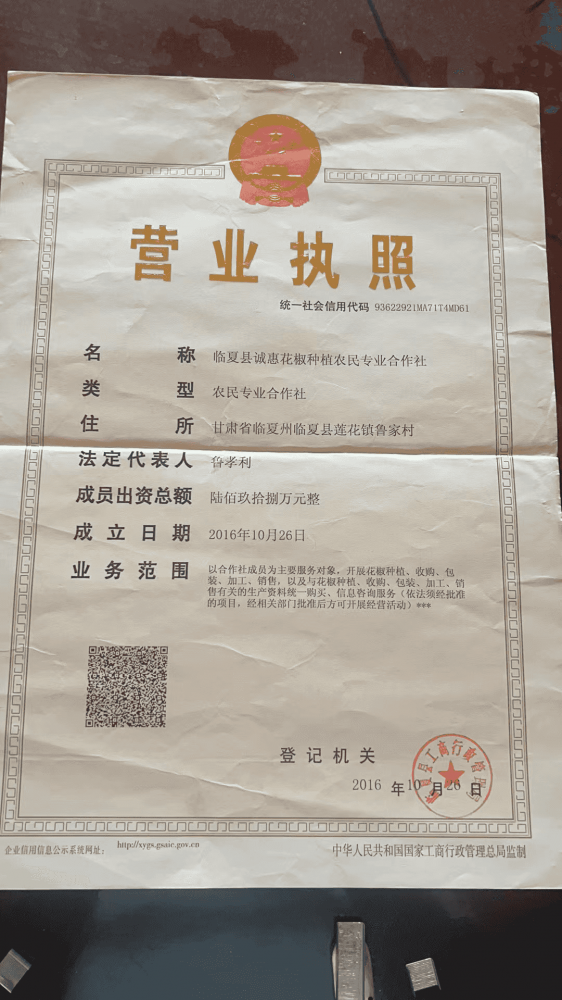 营业执照
统一社会信用代码 93622921MA71T4MD61
名称 临夏县诚惠花椒种植农民专业合作社
类型 农民专业合作社
住所 甘肃省临夏州临夏县莲花镇鲁家村
法定代表人 鲁孝利
成员出资总额 陆佰玖拾捌万元整
成立日期 2016年10月26日
业务范围 以合作社成员为主要服务对象，开展花椒种植、收购、包
装、加工、销售，以及与花椒种植、收购、包装、加工、销
售有关的生产资料统一购买、信息咨询服务（依法须经批准
的项目，经相关部门批准后方可开展经营活动）***
登记机关
2016 年10月26日
企业信用信息公示系统网址： http://xygs.gsaic.gov.cn
中华人民共和国国家工商行政管理总局监制